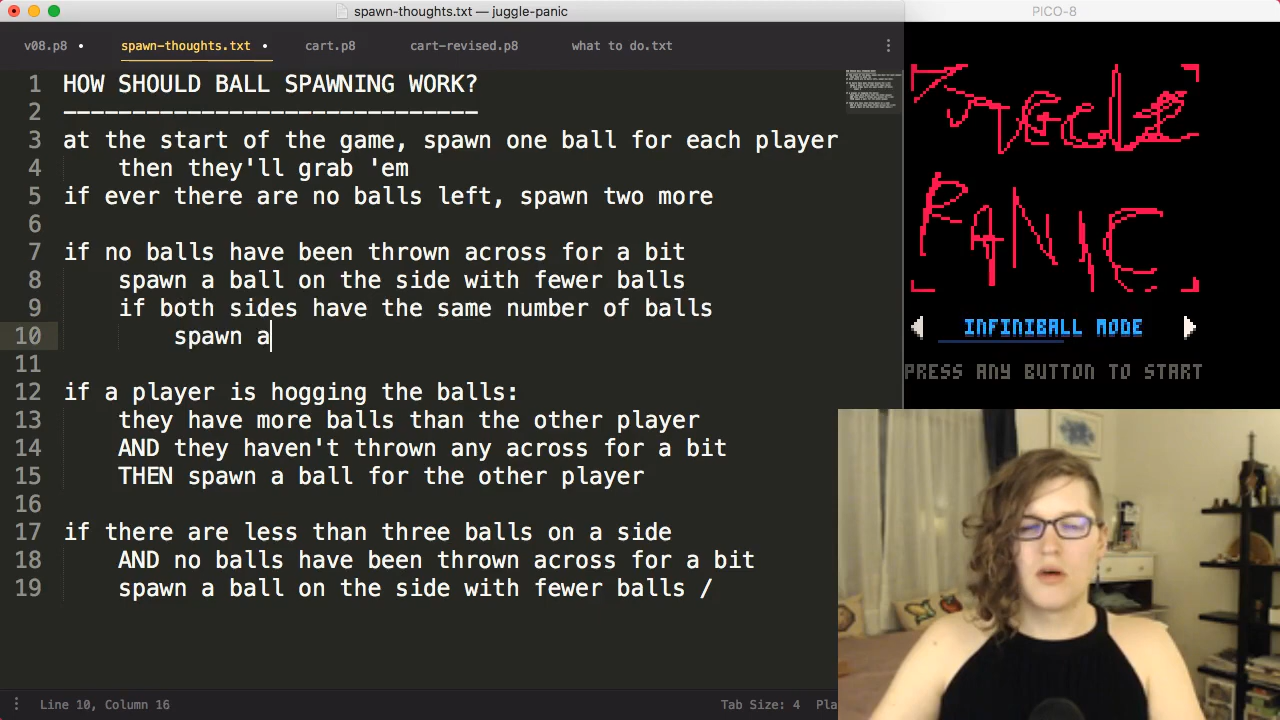 spawn-thoughts.txt — juggle-panic
PICO-8
v08.p8
spawn-thoughts.txt
cart.p8
cart-revised.p8
what to do.txt
1 HOW SHOULD BALL SPAWNING WORK?
2 ------------------------------
3 at the start of the game, spawn one ball for each player
4 then they'll grab 'em
5 if ever there are no balls left, spawn two more
6
7 if no balls have been thrown across for a bit
8 spawn a ball on the side with fewer balls
9 if both sides have the same number of balls
10 spawn a
11
12 if a player is hogging the balls:
13 they have more balls than the other player
14 AND they haven't thrown any across for a bit
15 THEN spawn a ball for the other player
16
17 if there are less than three balls on a side
18 AND no balls have been thrown across for a bit
19 spawn a ball on the side with fewer balls /
JUGGLE
PANIC
INFINIBALL MODE
PRESS ANY BUTTON TO START
Line 10, Column 16
Tab Size: 4
Pla